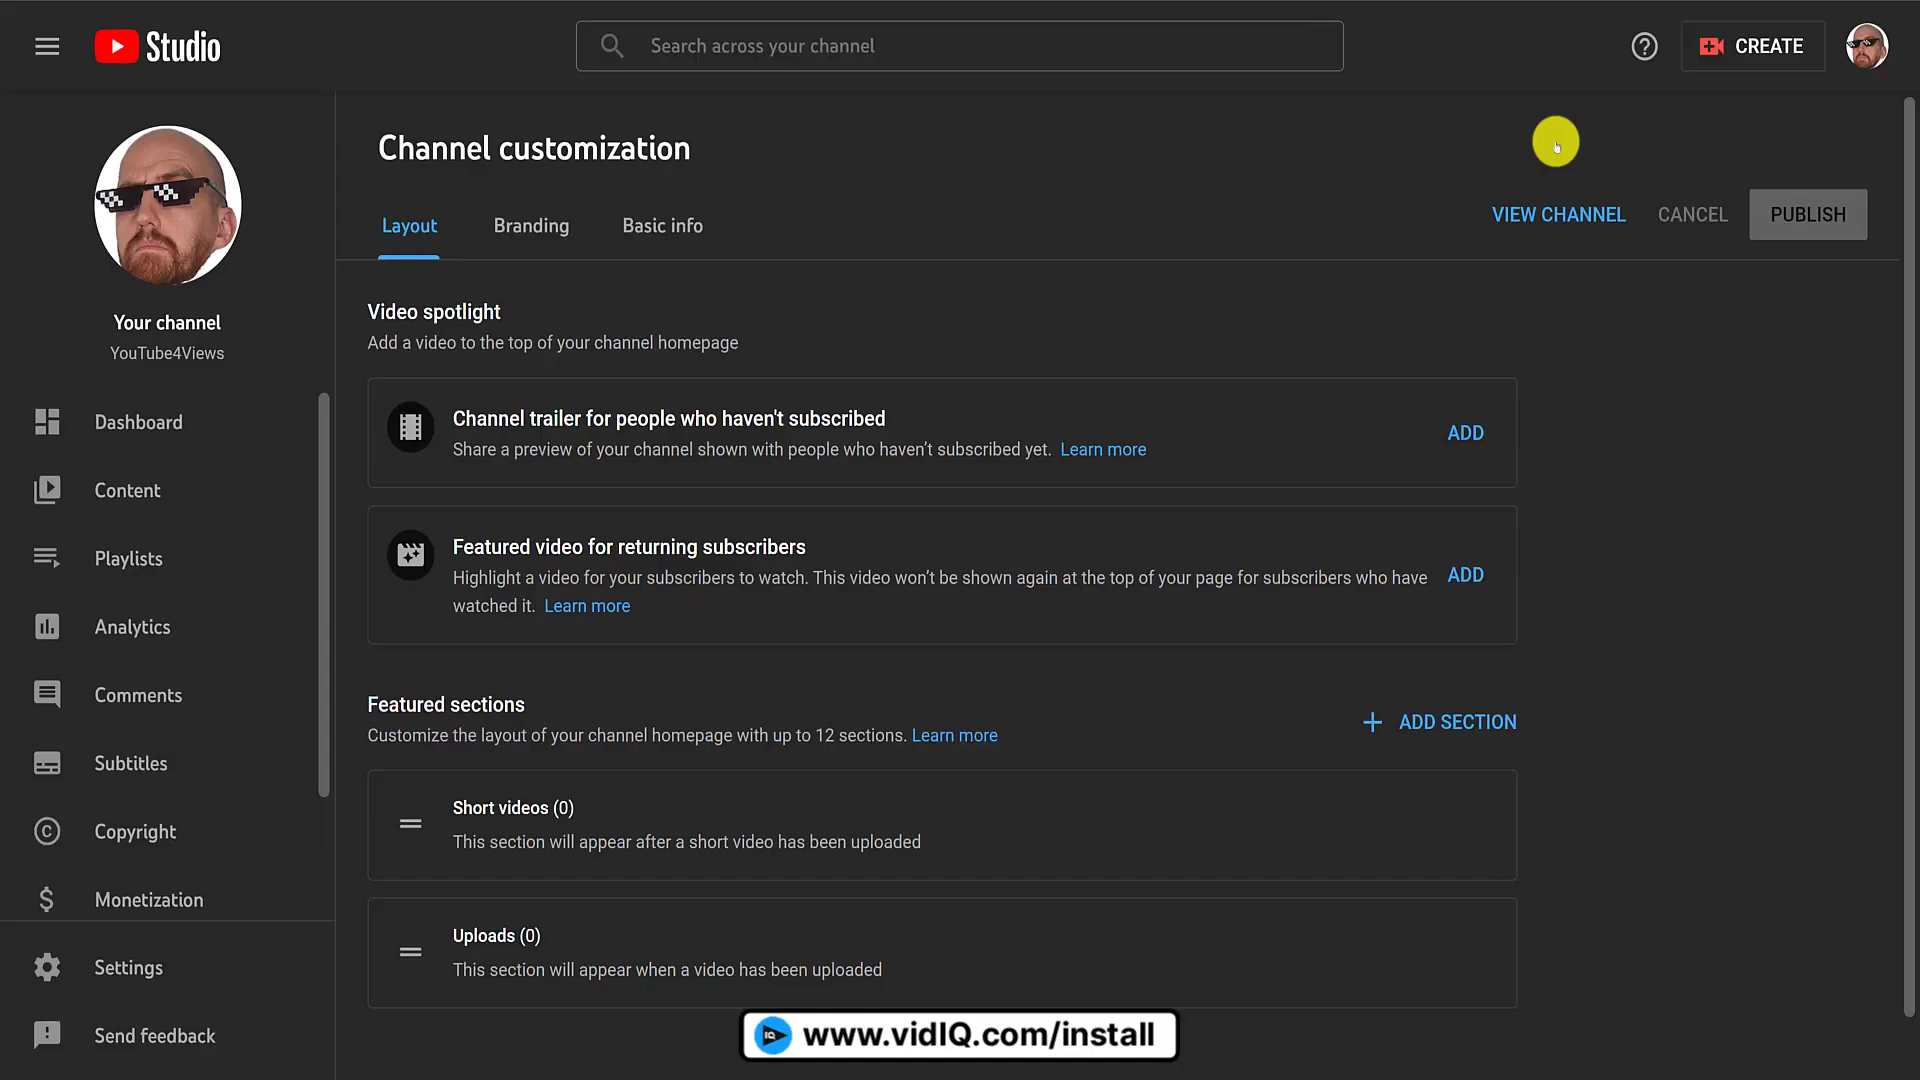 Studio
Search across your channel
CREATE
Channel customization
Layout
Branding
Basic info
VIEW CHANNEL
CANCEL
PUBLISH
Your channel
YouTube4Views
Dashboard
Content
Playlists
Analytics
Comments
Subtitles
Copyright
Monetization
Settings
Send feedback
Video spotlight
Add a video to the top of your channel homepage
Channel trailer for people who haven't subscribed
Share a preview of your channel shown with people who haven’t subscribed yet. Learn more
ADD
Featured video for returning subscribers
Highlight a video for your subscribers to watch. This video won’t be shown again at the top of your page for subscribers who have
watched it. Learn more
ADD
Featured sections
Customize the layout of your channel homepage with up to 12 sections. Learn more
ADD SECTION
Short videos (0)
This section will appear after a short video has been uploaded
Uploads (0)
This section will appear when a video has been uploaded
IQ
www.vidIQ.com/install